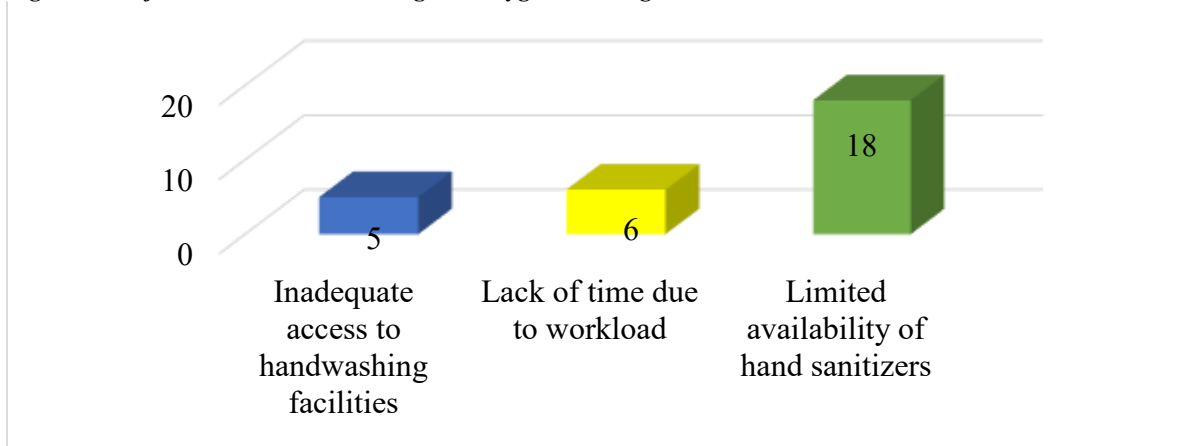 20
10
0
5
6
18
Inadequate
access to
handwashing
facilities
Lack of time due
to workload
Limited
availability of
hand sanitizers